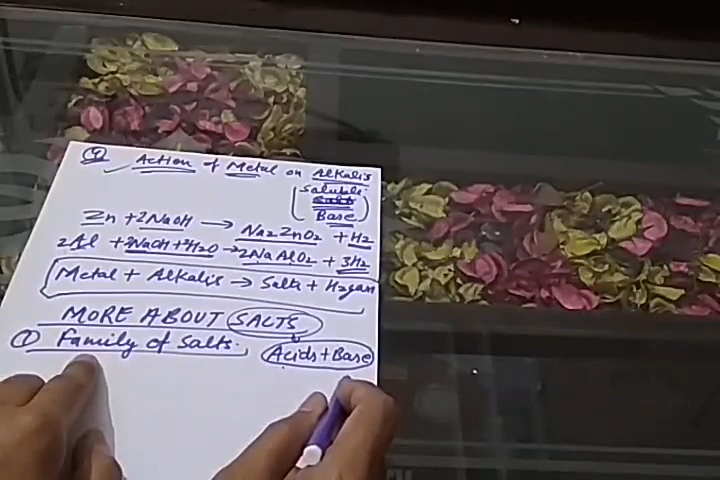 ④ Action of Metal on Alkalis
(Soluble
Base)
Zn + 2NaOH → Na2ZnO2 + H2
2Al + 2NaOH + 2H2O → 2NaAlO2 + 3H2
Metal + Alkalis → Salts + H2gas
MORE ABOUT SALTS
① Family of Salts.
Acids + Base